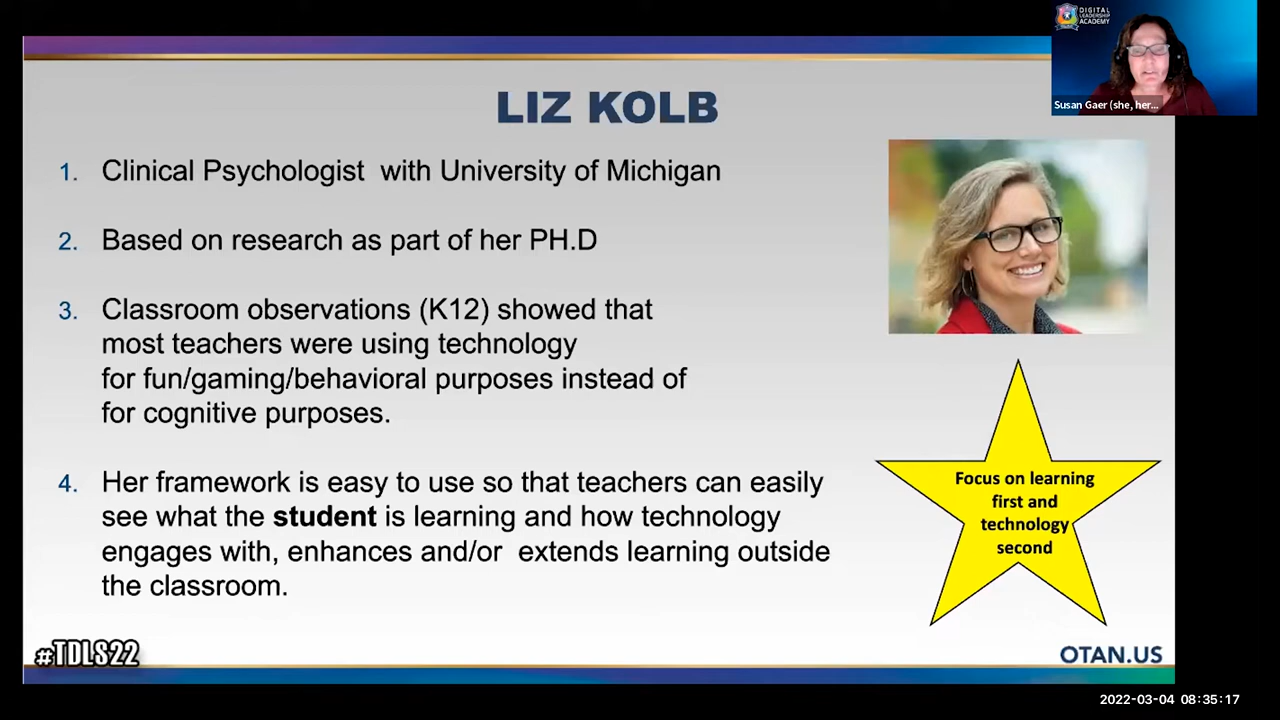 DIGITAL
LEADERSHIP
ACADEMY
Susan Gaer (she, her...
LIZ KOLB
1. Clinical Psychologist with University of Michigan
2. Based on research as part of her PH.D
3. Classroom observations (K12) showed that
most teachers were using technology
for fun/gaming/behavioral purposes instead of
for cognitive purposes.
4. Her framework is easy to use so that teachers can easily
see what the student is learning and how technology
engages with, enhances and/or extends learning outside
the classroom.
Focus on learning
first and
technology
second
#TDLS22
OTAN.US
2022-03-04 08:35:17